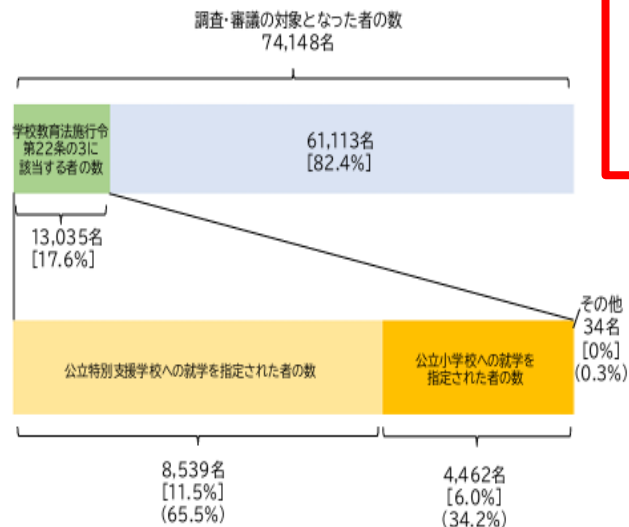 調査・審議の対象となった者の数
74,148名
学校教育法施行令
第22条の3に
該当する者の数
61,113名
[82.4%]
13,035名
[17.6%]
その他
34名
[0%]
(0.3%)
公立特別支援学校への就学を指定された者の数
公立小学校への就学を
指定された者の数
8,539名
[11.5%]
(65.5%)
4,462名
[6.0%]
(34.2%)